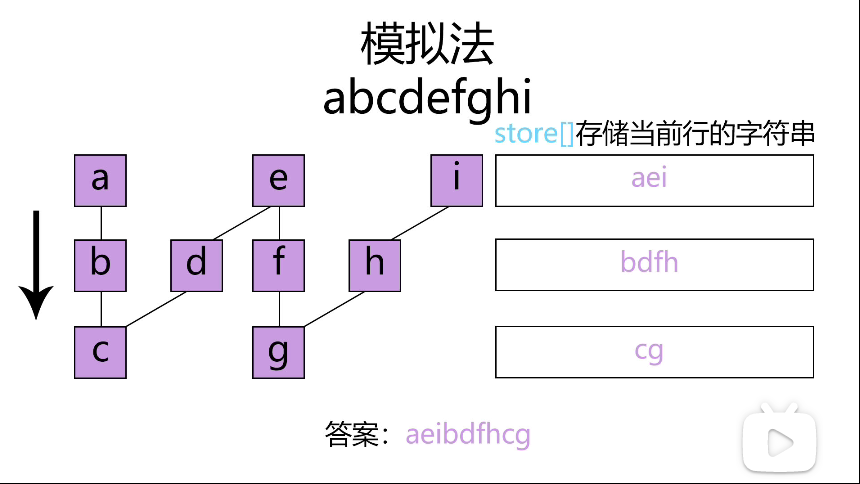 模拟法
abcdefghi
store[]存储当前行的字符串
a e i aei
b d f h bdfh
c g cg
答案：aeibdfhcg